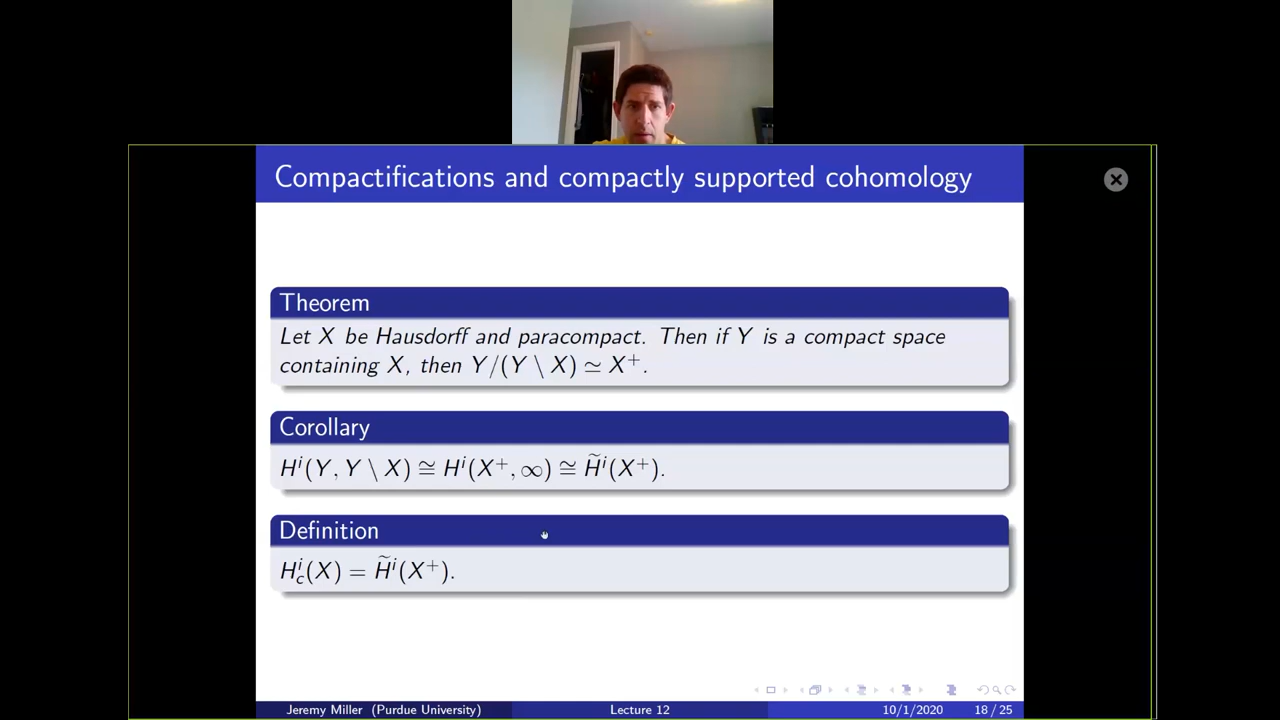 Compactifications and compactly supported cohomology
Theorem
Let X be Hausdorff and paracompact. Then if Y is a compact space
containing X, then Y/(Y \ X) ≃ X⁺.
Corollary
Hⁱ(Y, Y \ X) ≅ Hⁱ(X⁺, ∞) ≅ H̃ⁱ(X⁺).
Definition
Hⁱ_c(X) = H̃ⁱ(X⁺).
Jeremy Miller (Purdue University)
Lecture 12
10/1/2020
18 / 25